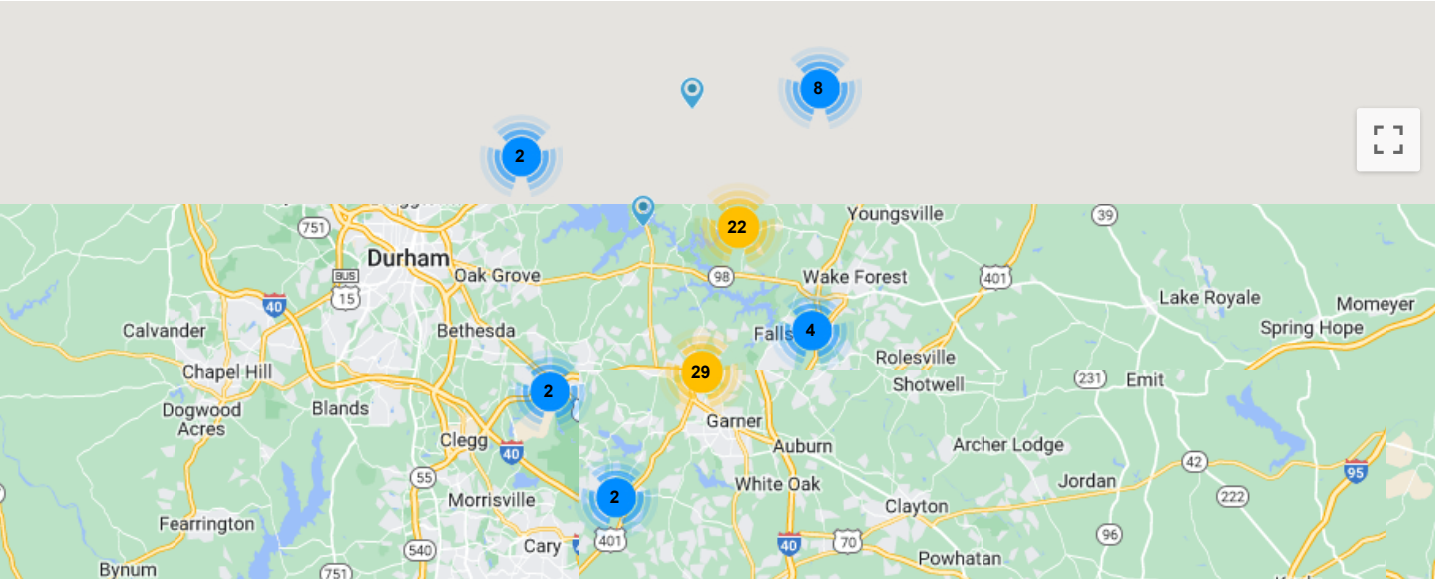 8
2
22
751
Youngsville
39
Durham
BUS
15
Oak Grove
98
Wake Forest
401
40
Lake Royale
Momeyer
Calvander
Bethesda
Falls
4
Spring Hope
Chapel Hill
29
Rolesville
Shotwell
231
Emit
2
Dogwood
Acres
Blands
Garner
Clegg
40
Auburn
Archer Lodge
42
95
55
White Oak
Jordan
Morrisville
2
222
Clayton
Fearrington
401
96
540
Cary
40
70
Powhatan
Bynum
751